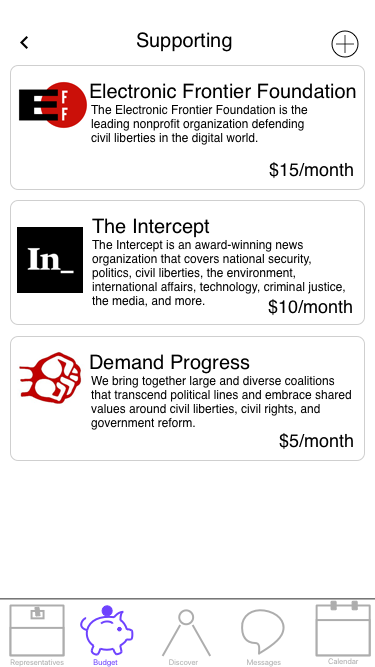 Supporting
E F F
Electronic Frontier Foundation
The Electronic Frontier Foundation is the
leading nonprofit organization defending
civil liberties in the digital world.
$15/month
In_
The Intercept
The Intercept is an award-winning news
organization that covers national security,
politics, civil liberties, the environment,
international affairs, technology, criminal justice,
the media, and more.
$10/month
Demand Progress
We bring together large and diverse coalitions
that transcend political lines and embrace shared
values around civil liberties, civil rights, and
government reform.
$5/month
Representatives
Budget
Discover
Messages
Calendar